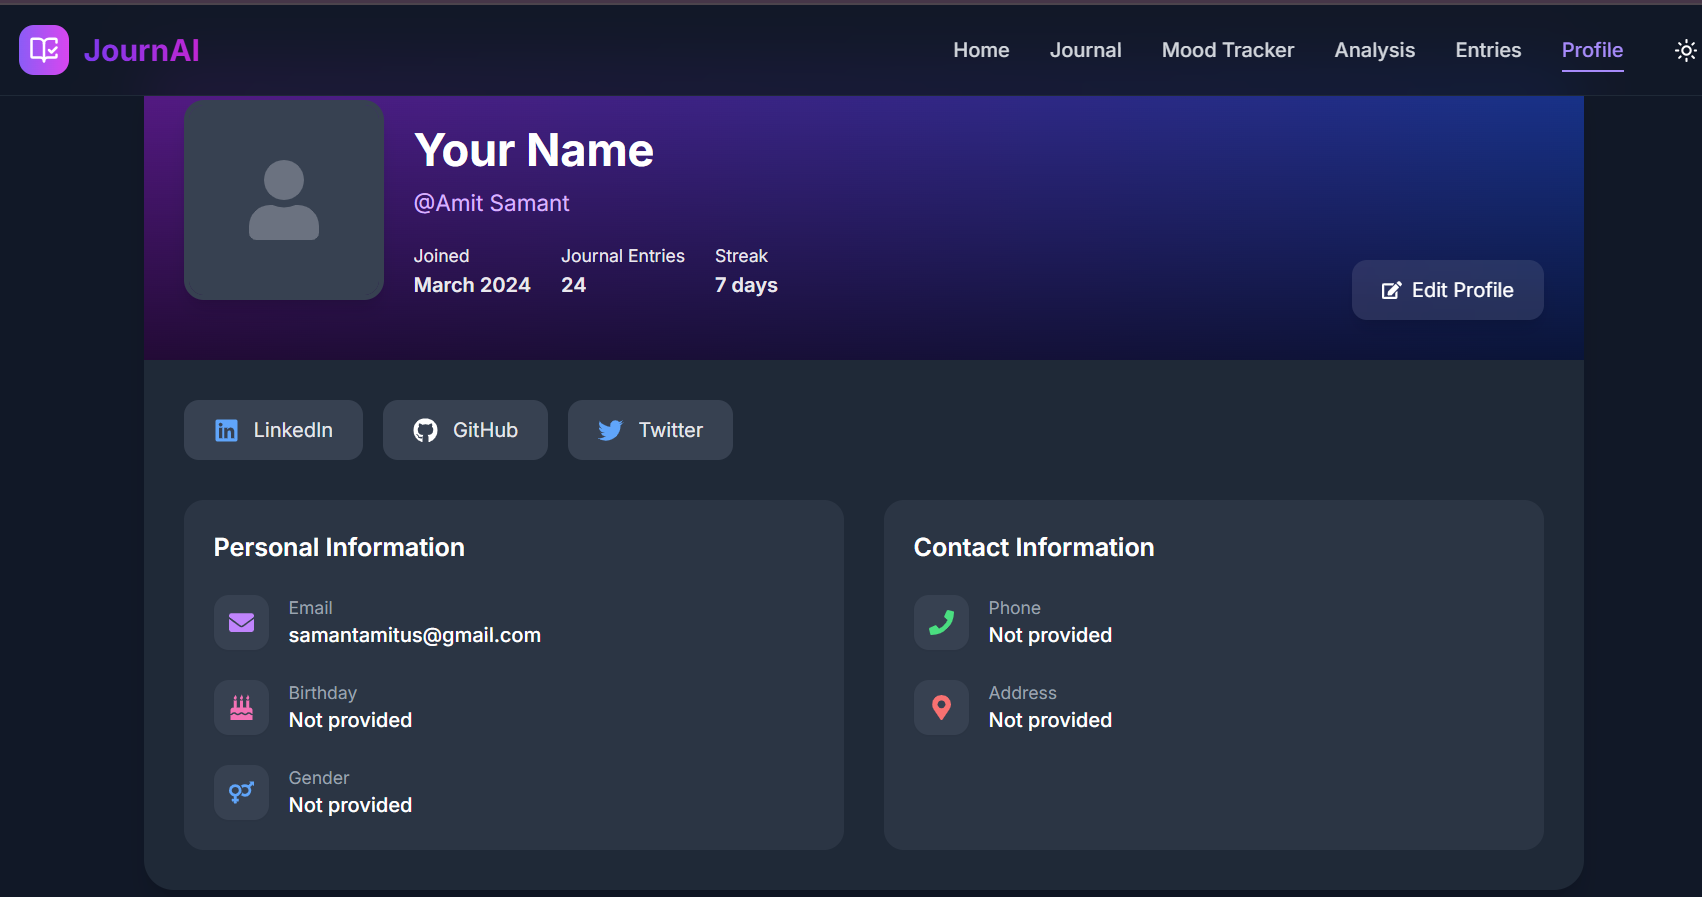 JournAI
Home Journal Mood Tracker Analysis Entries Profile
Your Name
@Amit Samant
Joined Journal Entries Streak
March 2024 24 7 days
Edit Profile
LinkedIn GitHub Twitter
Personal Information
Email
samantamitus@gmail.com
Birthday
Not provided
Gender
Not provided
Contact Information
Phone
Not provided
Address
Not provided